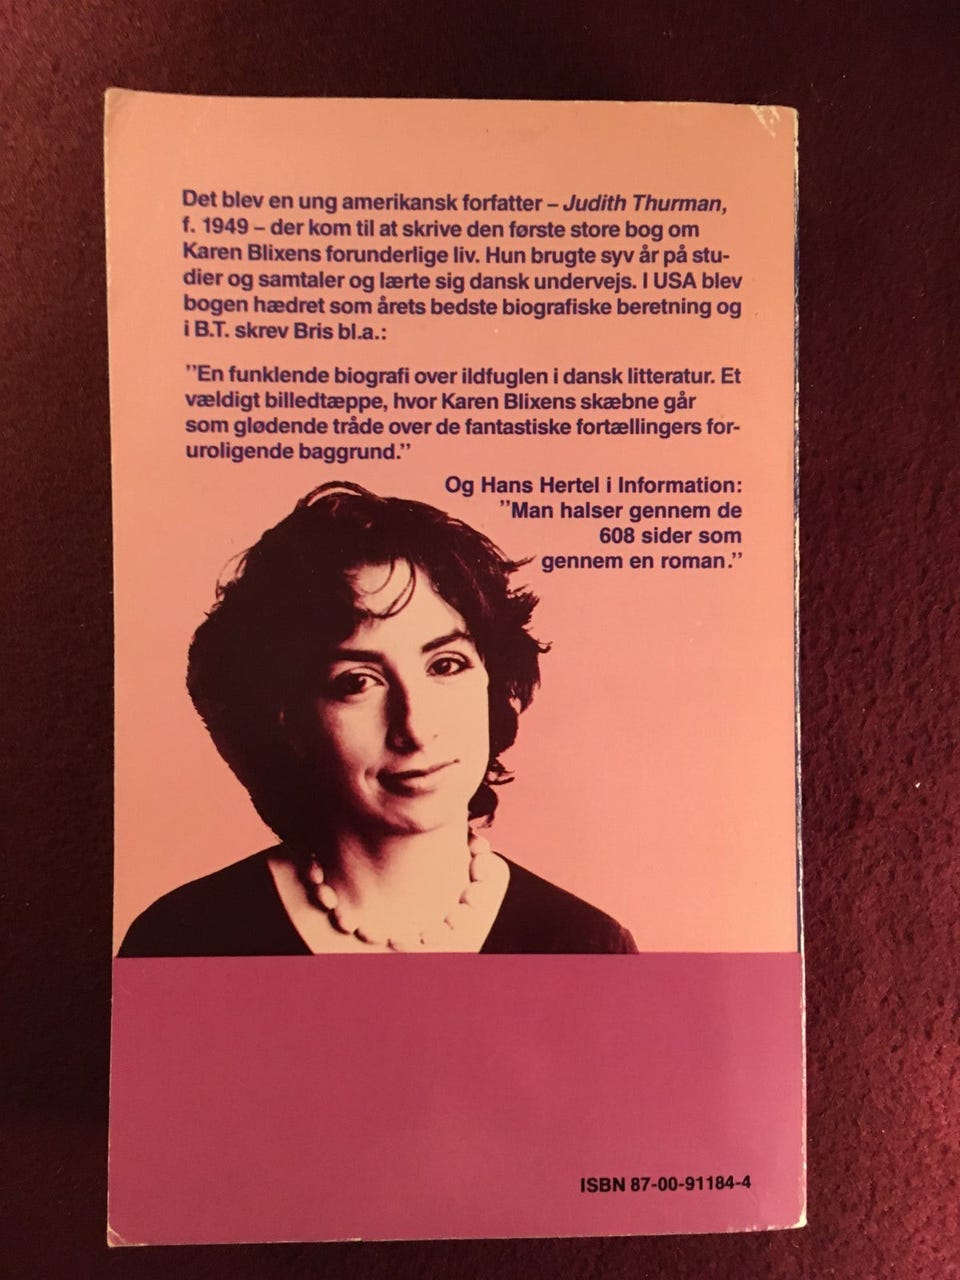 Det blev en ung amerikansk forfatter – Judith Thurman,
f. 1949 – der kom til at skrive den første store bog om
Karen Blixens forunderlige liv. Hun brugte syv år på stu-
dier og samtaler og lærte sig dansk undervejs. I USA blev
bogen hædret som årets bedste biografiske beretning og
i B.T. skrev Bris bl.a.:
”En funklende biografi over ildfuglen i dansk litteratur. Et
vældigt billedtæppe, hvor Karen Blixens skæbne går
som glødende tråde over de fantastiske fortællingers for-
uroligende baggrund.”
Og Hans Hertel i Information:
”Man halser gennem de
608 sider som
gennem en roman.”
ISBN 87-00-91184-4